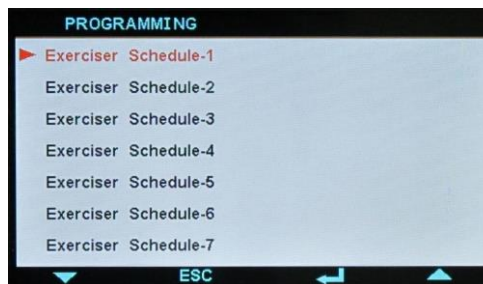 PROGRAMMING
Exerciser Schedule-1
Exerciser Schedule-2
Exerciser Schedule-3
Exerciser Schedule-4
Exerciser Schedule-5
Exerciser Schedule-6
Exerciser Schedule-7
ESC